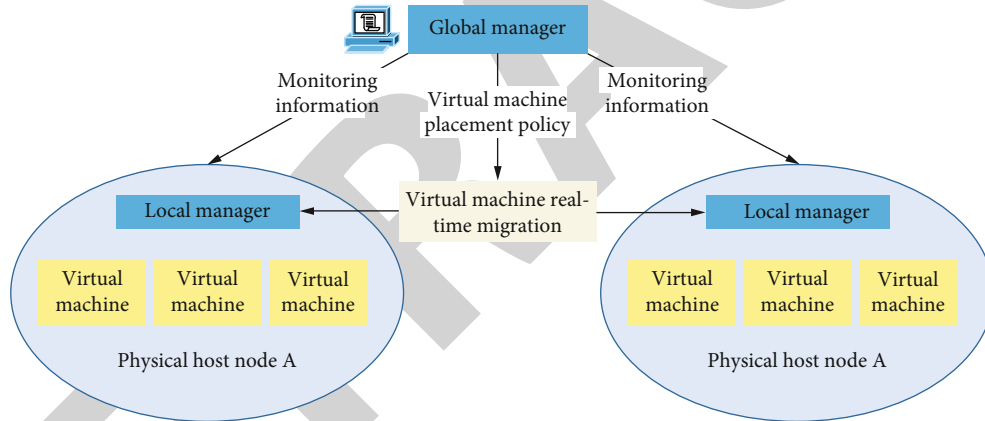 Global manager
Monitoring
information
Virtual machine
placement policy
Monitoring
information
Local manager
Virtual machine real-
time migration
Local manager
Virtual
machine
Virtual
machine
Virtual
machine
Virtual
machine
Virtual
machine
Virtual
machine
Physical host node A
Physical host node A